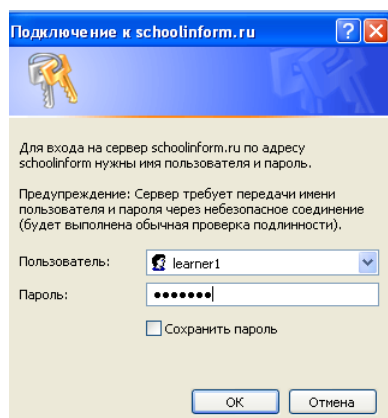 Подключение к schoolinform.ru
Для входа на сервер schoolinform.ru по адресу
schoolinform нужны имя пользователя и пароль.
Предупреждение: Сервер требует передачи имени
пользователя и пароля через небезопасное соединение
(будет выполнена обычная проверка подлинности).
Пользователь: learner1
Пароль: •••••••
Сохранить пароль
ОК Отмена